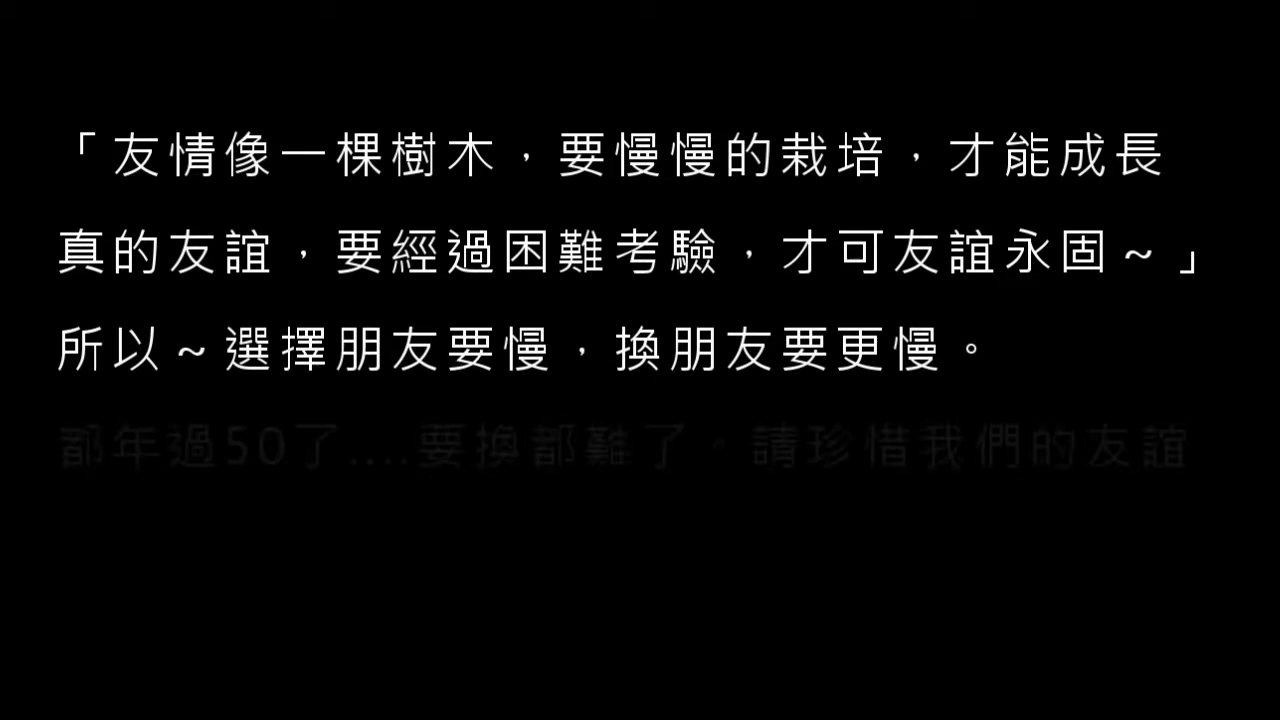 「友情像一棵樹木，要慢慢的栽培，才能成長
真的友誼，要經過困難考驗，才可友誼永固～」
所以～選擇朋友要慢，換朋友要更慢。
都年過50了....要換都難了。請珍惜我們的友誼